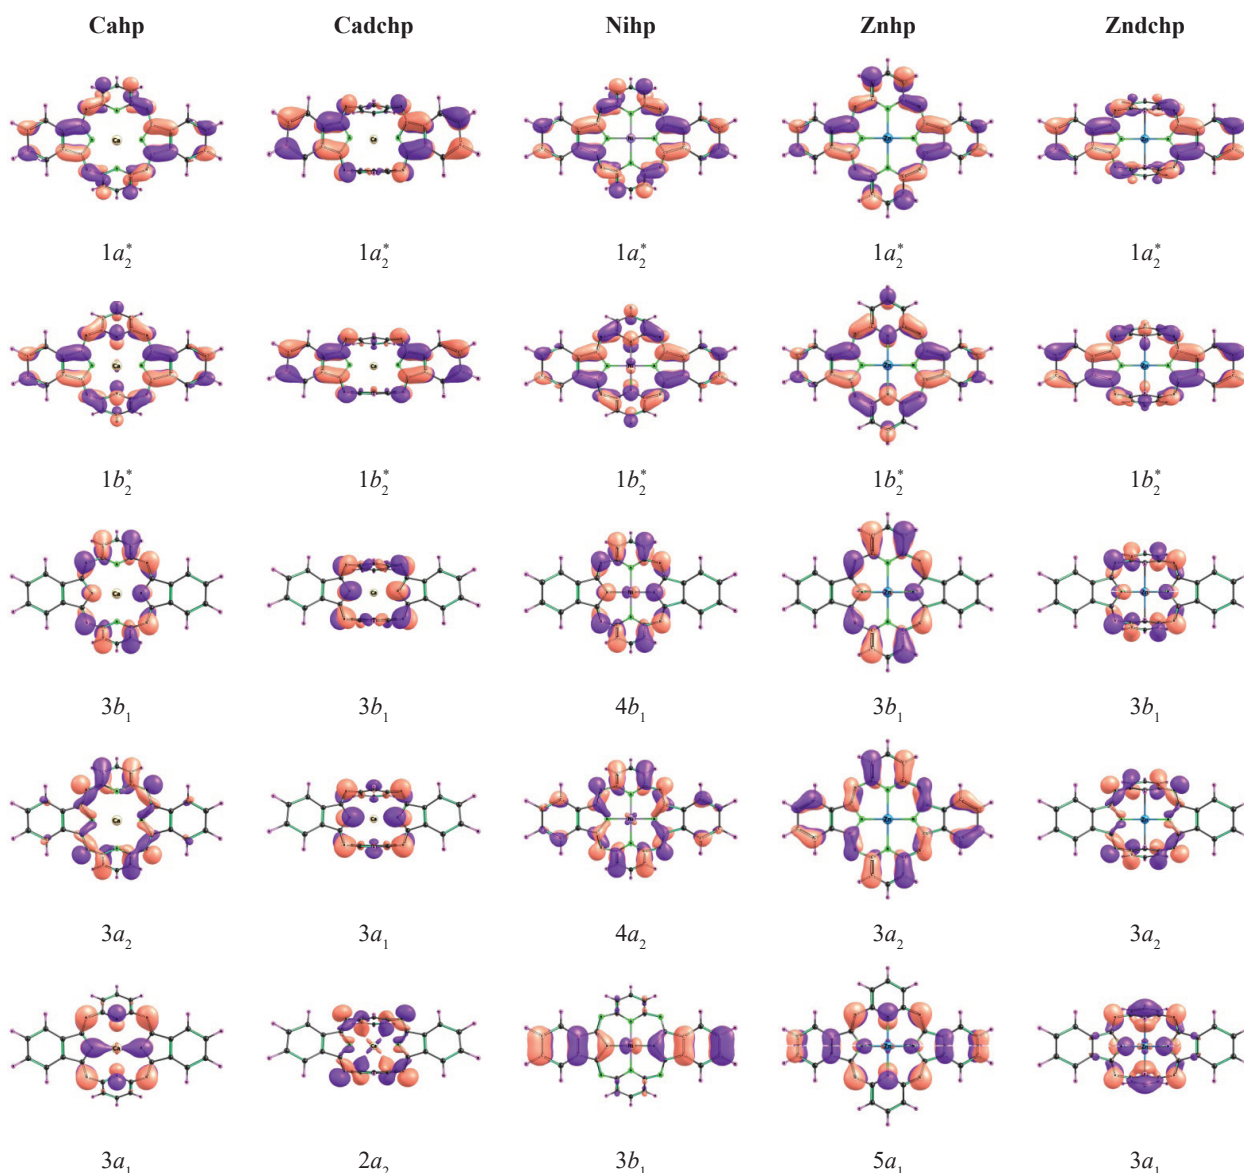 Cahp Cadchp Nihp Znhp Zndchp
1a₂* 1a₂* 1a₂* 1a₂* 1a₂*
1b₂* 1b₂* 1b₂* 1b₂* 1b₂*
3b₁ 3b₁ 4b₁ 3b₁ 3b₁
3a₂ 3a₁ 4a₂ 3a₂ 3a₂
3a₁ 2a₂ 3b₁ 5a₁ 3a₁